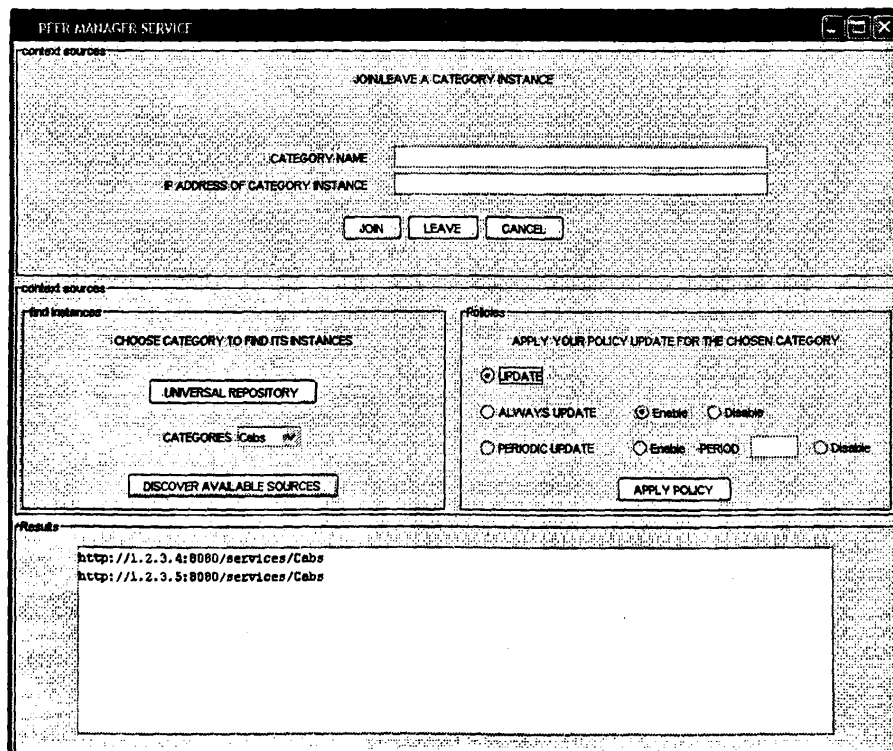 PEER MANAGER SERVICE
context sources
JOIN/LEAVE A CATEGORY INSTANCE
CATEGORY NAME
IP ADDRESS OF CATEGORY INSTANCE
JOIN LEAVE CANCEL
context sources
find instances
CHOOSE CATEGORY TO FIND ITS INSTANCES
UNIVERSAL REPOSITORY
CATEGORIES Cabs
DISCOVER AVAILABLE SOURCES
Policies
APPLY YOUR POLICY UPDATE FOR THE CHOSEN CATEGORY
UPDATE
ALWAYS UPDATE Enable Disable
PERIODIC UPDATE Enable -PERIOD Disable
APPLY POLICY
Results
http://1.2.3.4:8080/services/Cabs
http://1.2.3.5:8080/services/Cabs